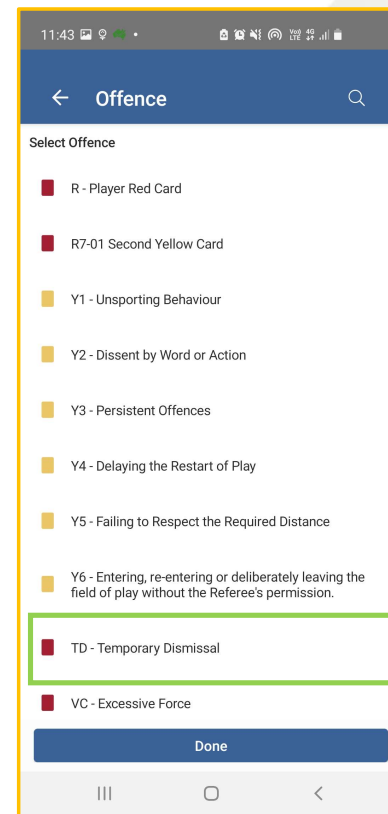 11:43
Vo) 4G
LTE
Offence
Select Offence
R - Player Red Card
R7-01 Second Yellow Card
Y1 - Unsporting Behaviour
Y2 - Dissent by Word or Action
Y3 - Persistent Offences
Y4 - Delaying the Restart of Play
Y5 - Failing to Respect the Required Distance
Y6 - Entering, re-entering or deliberately leaving the
field of play without the Referee's permission.
TD - Temporary Dismissal
VC - Excessive Force
Done